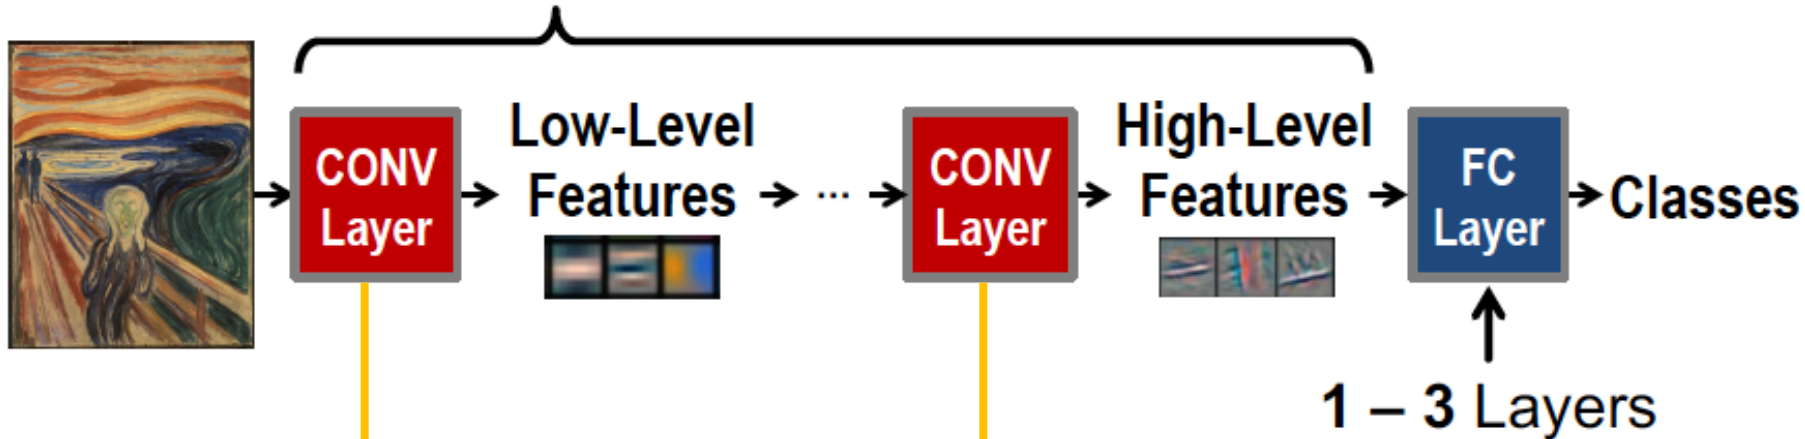 CONV
Layer
Low-Level
Features
...
CONV
Layer
High-Level
Features
FC
Layer
Classes
1 – 3 Layers